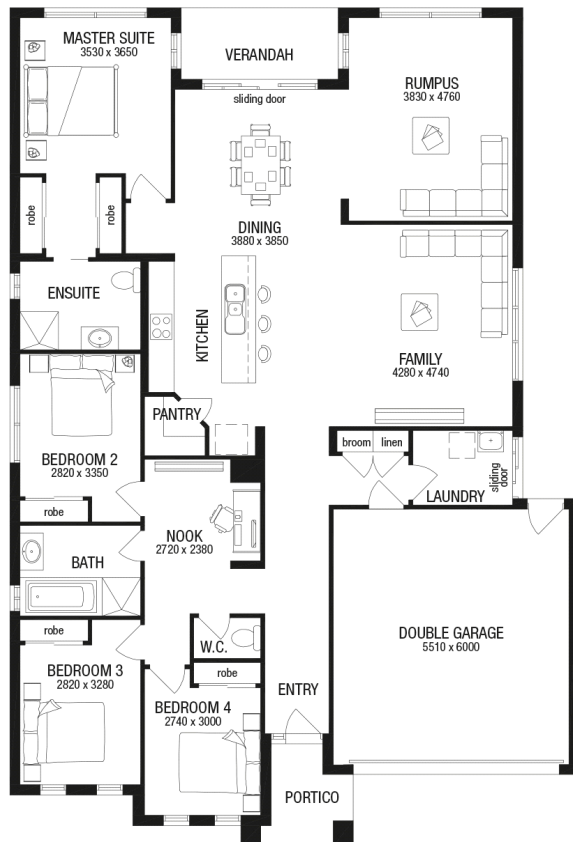 MASTER SUITE
3530 x 3650
VERANDAH
sliding door
RUMPUS
3830 x 4760
robe
robe
DINING
3880 x 3850
ENSUITE
KITCHEN
FAMILY
4280 x 4740
PANTRY
BEDROOM 2
2820 x 3350
broom
linen
sliding
door
LAUNDRY
robe
NOOK
2720 x 2380
BATH
robe
W.C.
DOUBLE GARAGE
5510 x 6000
BEDROOM 3
2820 x 3280
robe
ENTRY
BEDROOM 4
2740 x 3000
PORTICO